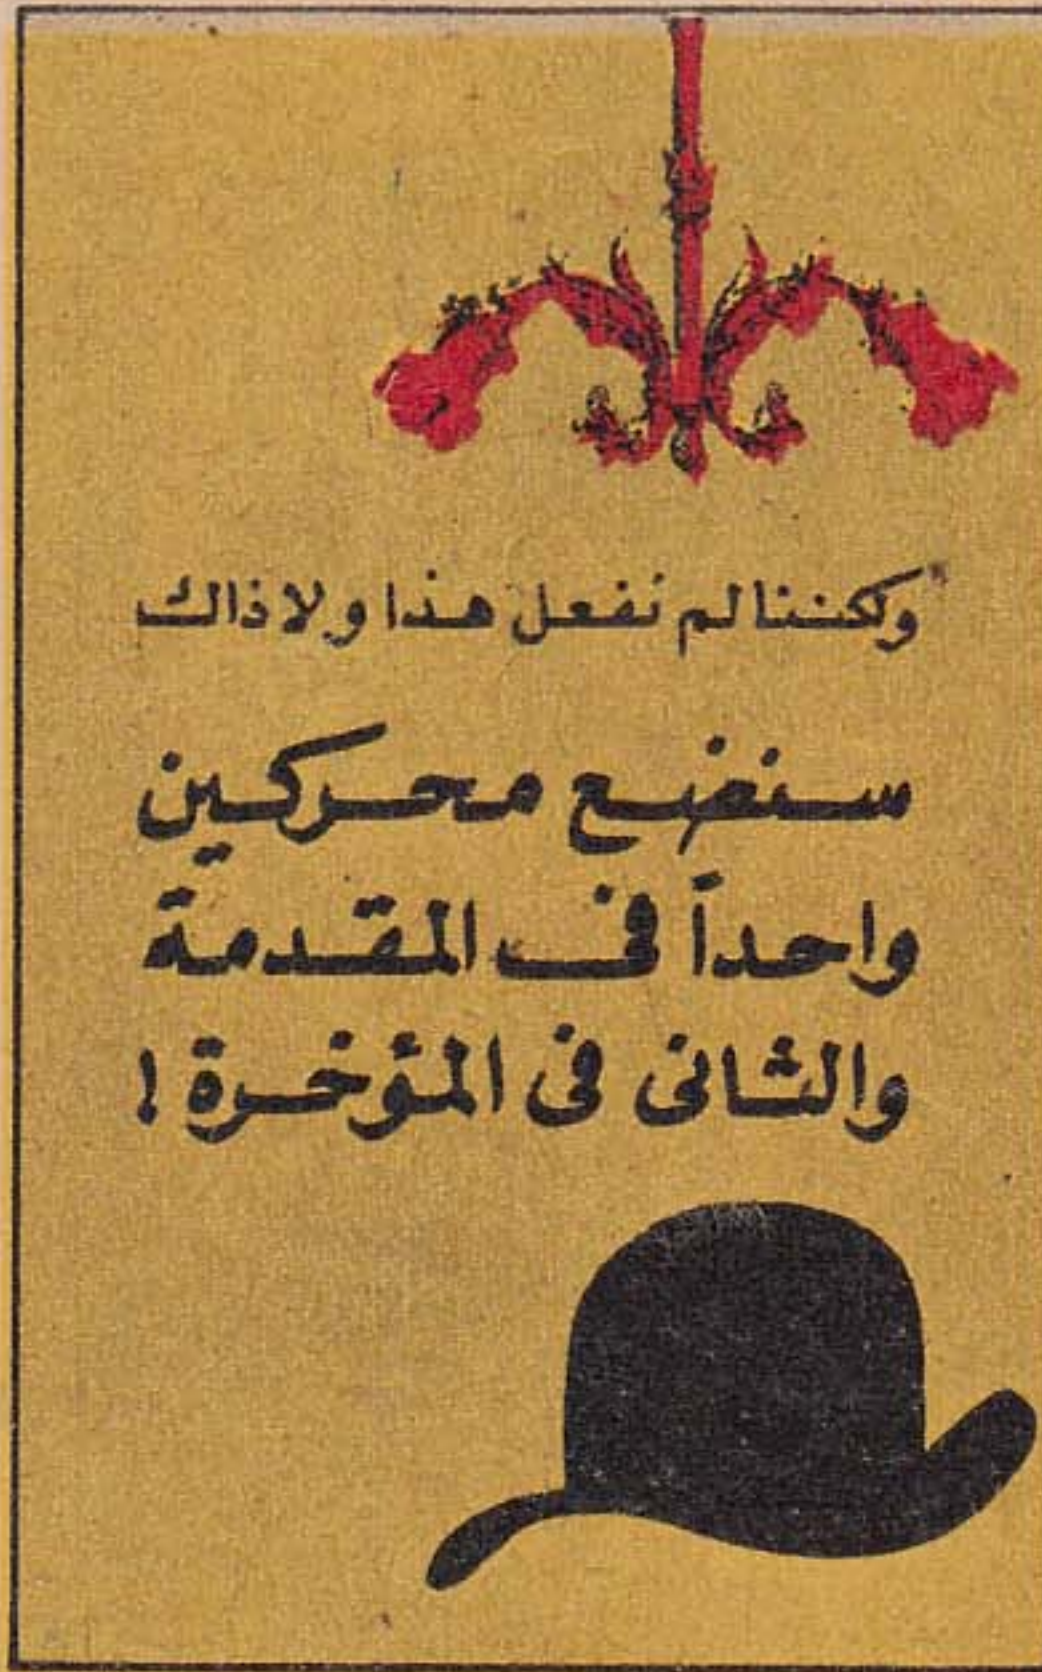 ولكننا لم نفعل هذا ولا ذاك
سنضع محركين
واحداً فى المقدمة
والثانى فى المؤخرة !